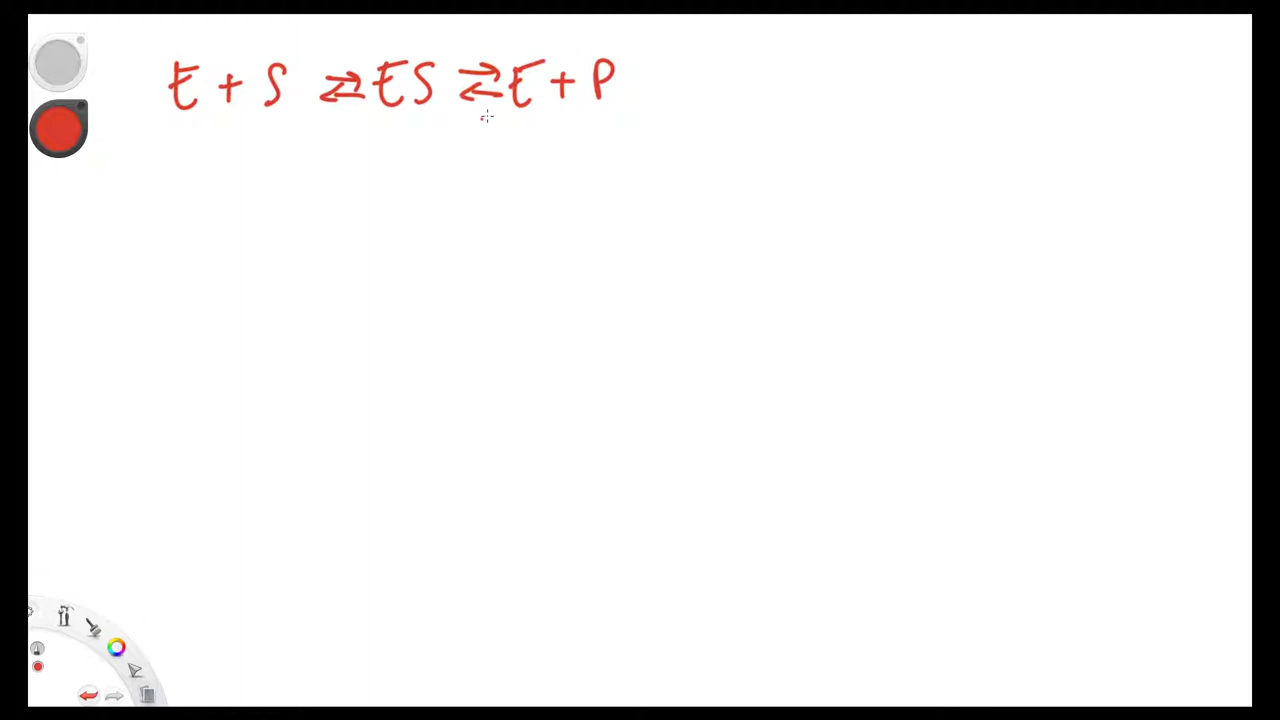 E + S ⇄ ES ⇄ E + P